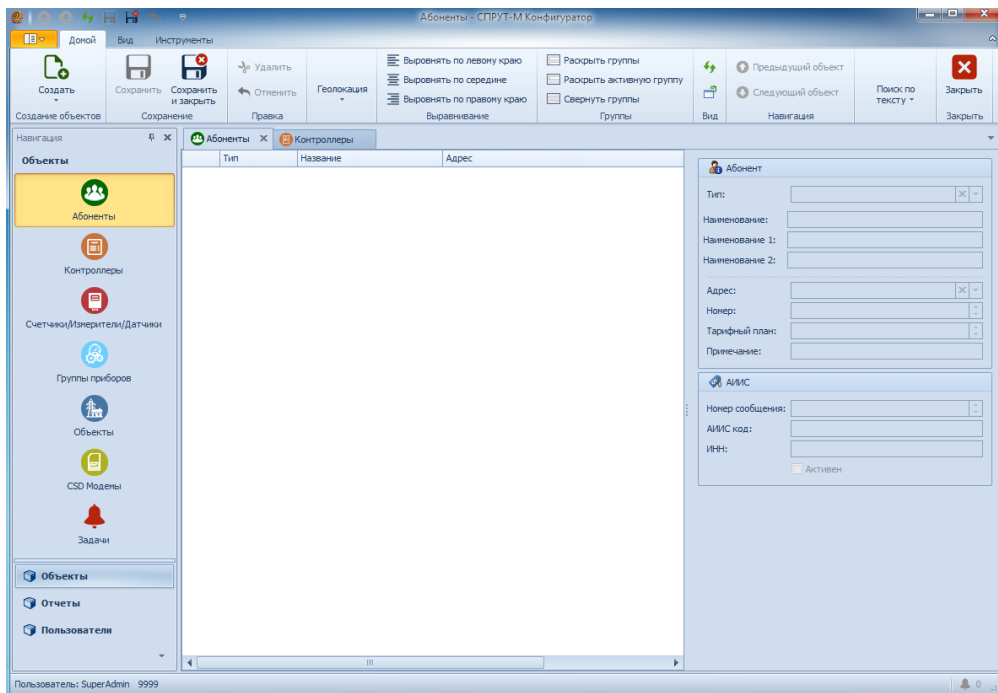 Абоненты - СПРУТ-М Конфигуратор
Домой Вид Инструменты
Создать
Сохранить
Сохранить и закрыть
Удалить
Отменить
Геолокация
Выровнять по левому краю
Выровнять по середине
Выровнять по правому краю
Раскрыть группы
Раскрыть активную группу
Свернуть группы
Предыдущий объект
Следующий объект
Поиск по тексту
Закрыть
Создание объектов Сохранение Правка Выравнивание Группы Вид Навигация Закрыть
Навигация
Объекты
Абоненты
Контроллеры
Счетчики/Измерители/Датчики
Группы приборов
Объекты
CSD Модемы
Задачи
Объекты
Отчеты
Пользователи
Абоненты Контроллеры
Тип Название Адрес
Абонент
Тип:
Наименование:
Наименование 1:
Наименование 2:
Адрес:
Номер:
Тарифный план:
Примечание:
АИИС
Номер сообщения:
АИИС код:
ИНН:
Активен
Пользователь: SuperAdmin 9999
0